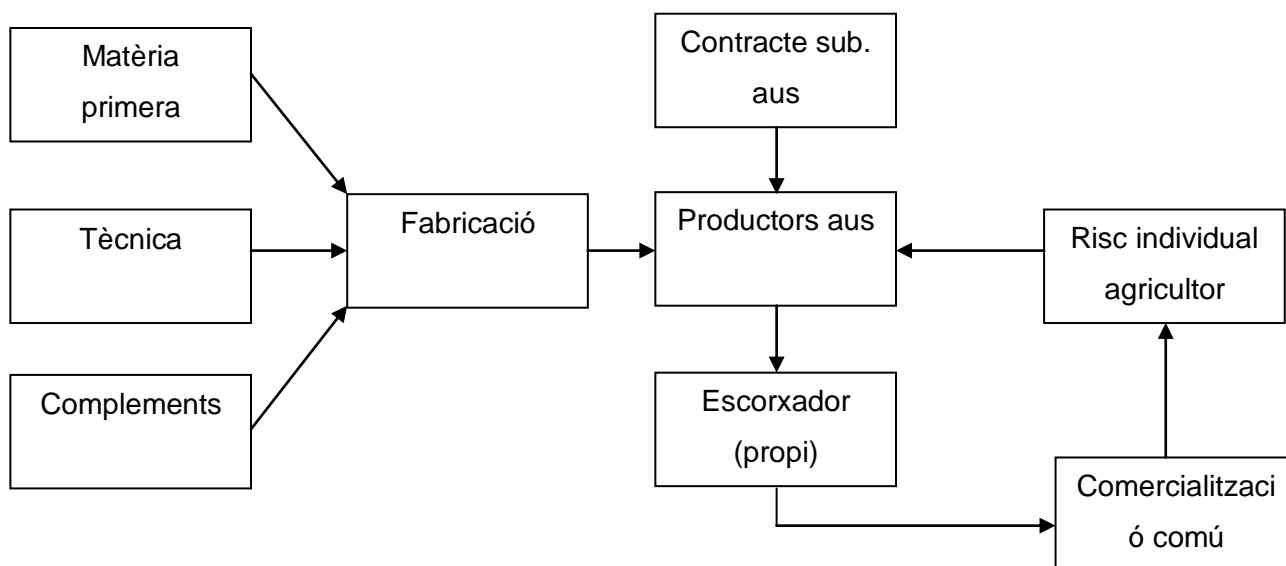 Matèria
primera
Contracte sub.
aus
Tècnica
Fabricació
Productors aus
Risc individual
agricultor
Complements
Escorxador
(propi)
Comercialitzaci
ó comú